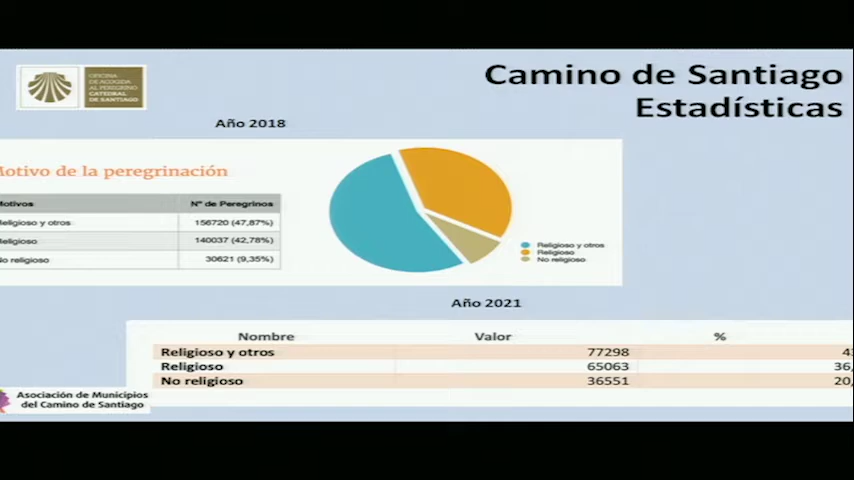 Camino de Santiago
Estadísticas
OFICINA
DE ACOGIDA
AL PEREGRINO
CATEDRAL
DE SANTIAGO
Año 2018
Motivo de la peregrinación
Motivos Nº de Peregrinos
Religioso y otros 156720 (47,87%)
Religioso 140037 (42,78%)
No religioso 30621 (9,35%)
Religioso y otros
Religioso
No religioso
Año 2021
Nombre Valor %
Religioso y otros 77298
Religioso 65063 36,
No religioso 36551 20,
Asociación de Municipios
del Camino de Santiago